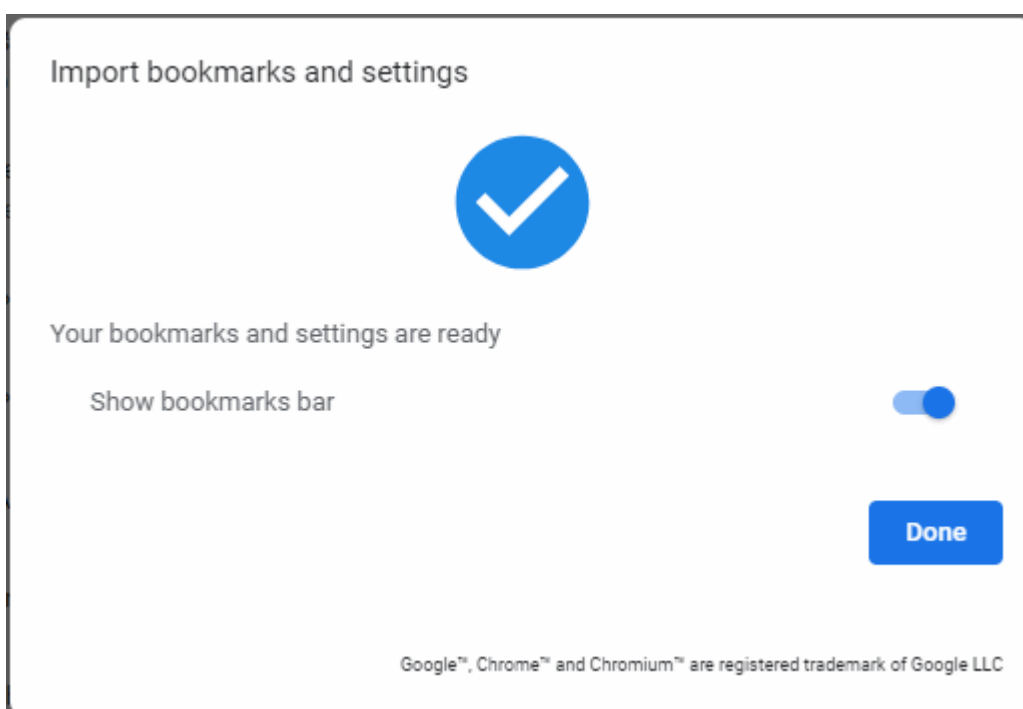 Import bookmarks and settings
Your bookmarks and settings are ready
Show bookmarks bar
Done
Google™, Chrome™ and Chromium™ are registered trademark of Google LLC